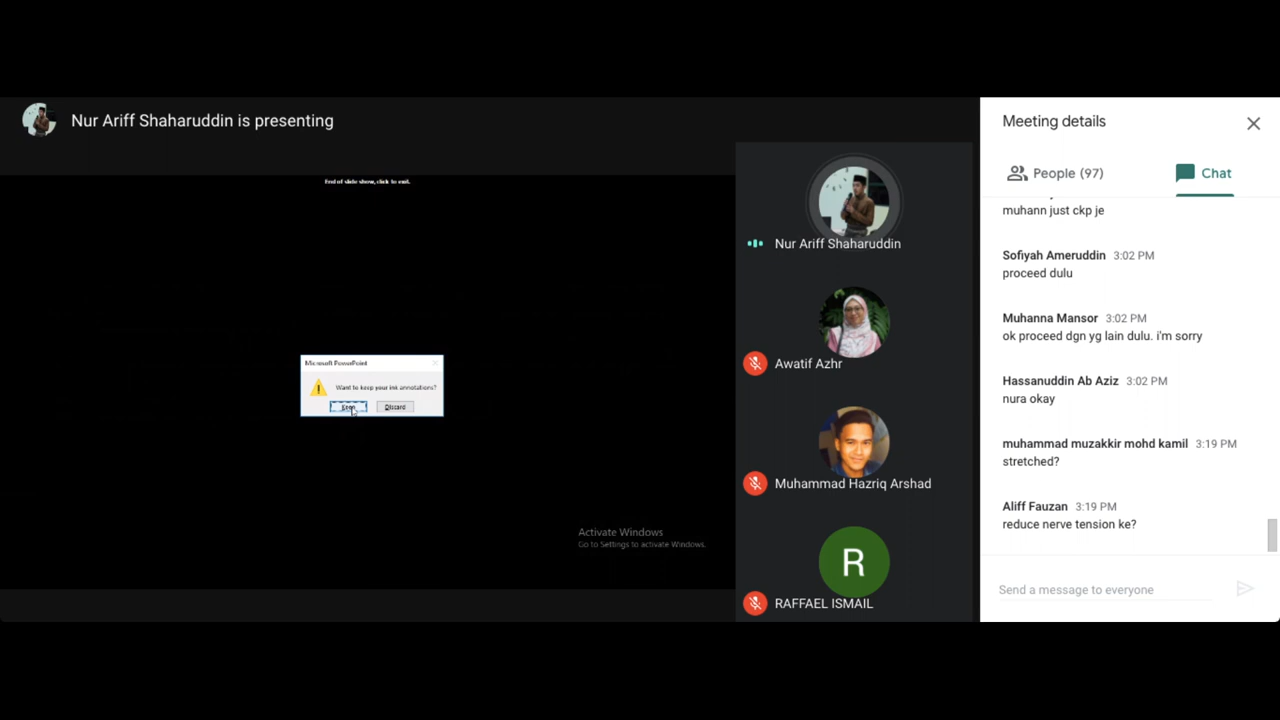 Nur Ariff Shaharuddin is presenting
End of slide show, click to exit.
Microsoft PowerPoint
Want to keep your ink annotations?
Keep
Discard
Activate Windows
Go to Settings to activate Windows.
Nur Ariff Shaharuddin
Awatif Azhr
Muhammad Hazriq Arshad
R
RAFFAEL ISMAIL
Meeting details
People (97)
Chat
muhann just ckp je
Sofiyah Ameruddin 3:02 PM
proceed dulu
Muhanna Mansor 3:02 PM
ok proceed dgn yg lain dulu. i'm sorry
Hassanuddin Ab Aziz 3:02 PM
nura okay
muhammad muzakkir mohd kamil 3:19 PM
stretched?
Aliff Fauzan 3:19 PM
reduce nerve tension ke?
Send a message to everyone